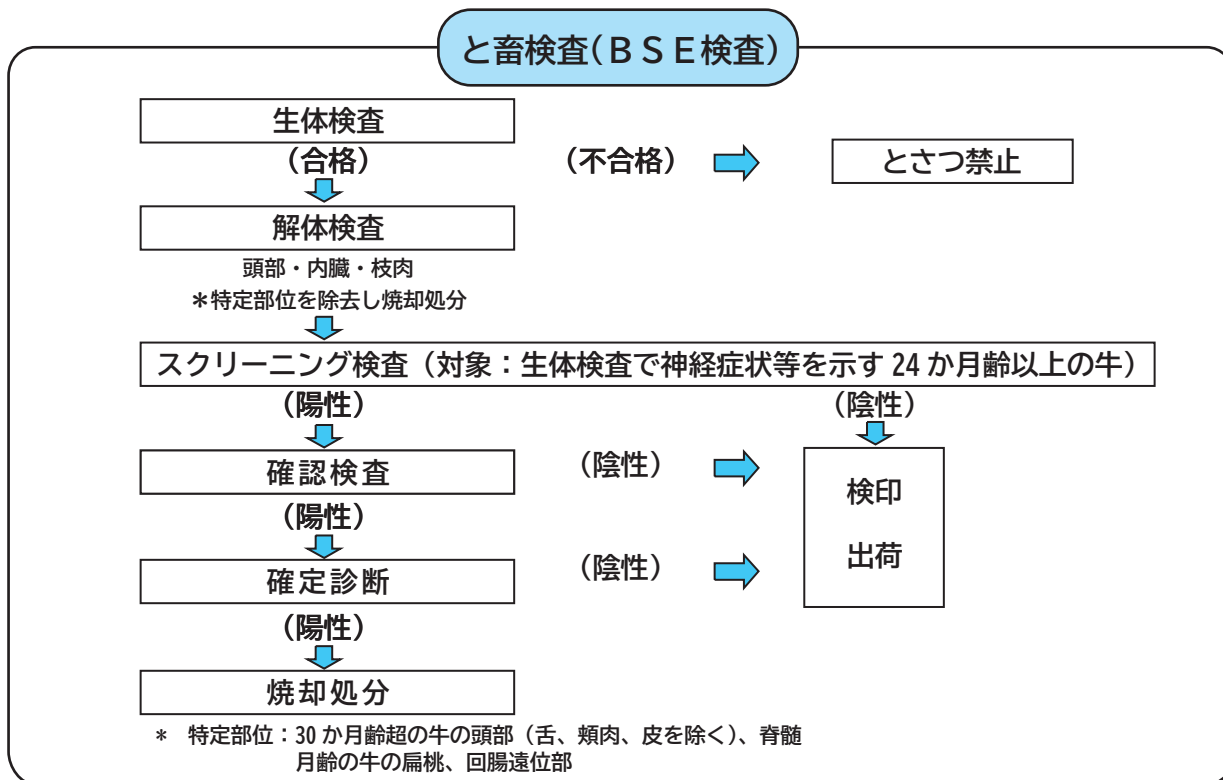 と畜検査(ＢＳＥ検査)
生体検査
(合格) (不合格) とさつ禁止
解体検査
頭部・内臓・枝肉
＊特定部位を除去し焼却処分
スクリーニング検査（対象：生体検査で神経症状等を示す 24 か月齢以上の牛）
(陽性) (陰性)
確認検査 (陰性) 検印
(陽性)
確定診断 (陰性) 出荷
(陽性)
焼却処分
＊ 特定部位：30 か月齢超の牛の頭部（舌、頬肉、皮を除く）、脊髄
月齢の牛の扁桃、回腸遠位部